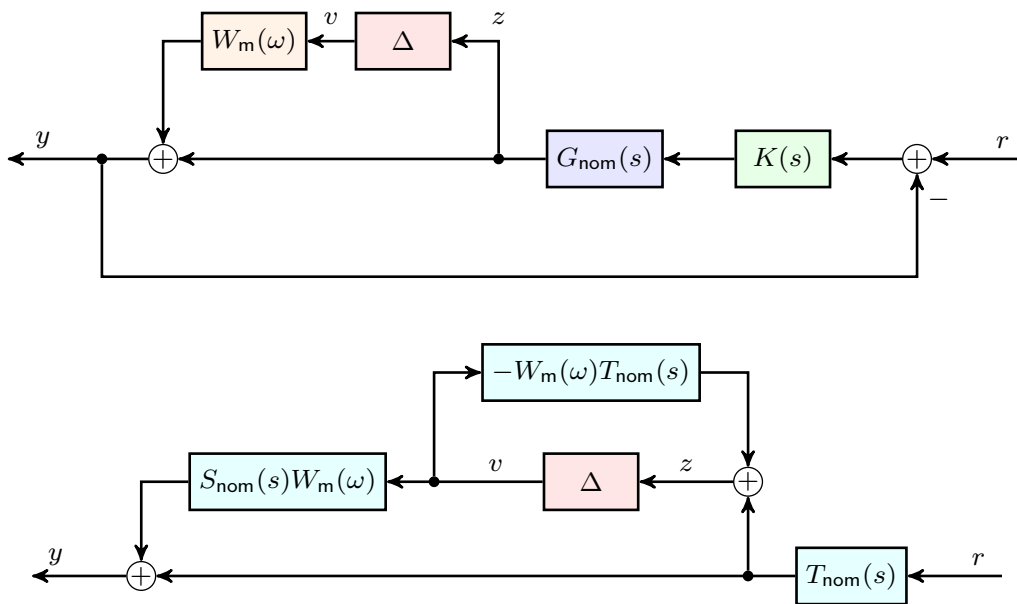 v z
W_m(ω) Δ
y G_nom(s) K(s) + r
+
−
−W_m(ω)T_nom(s)
S_nom(s)W_m(ω) v Δ z +
y + T_nom(s) r